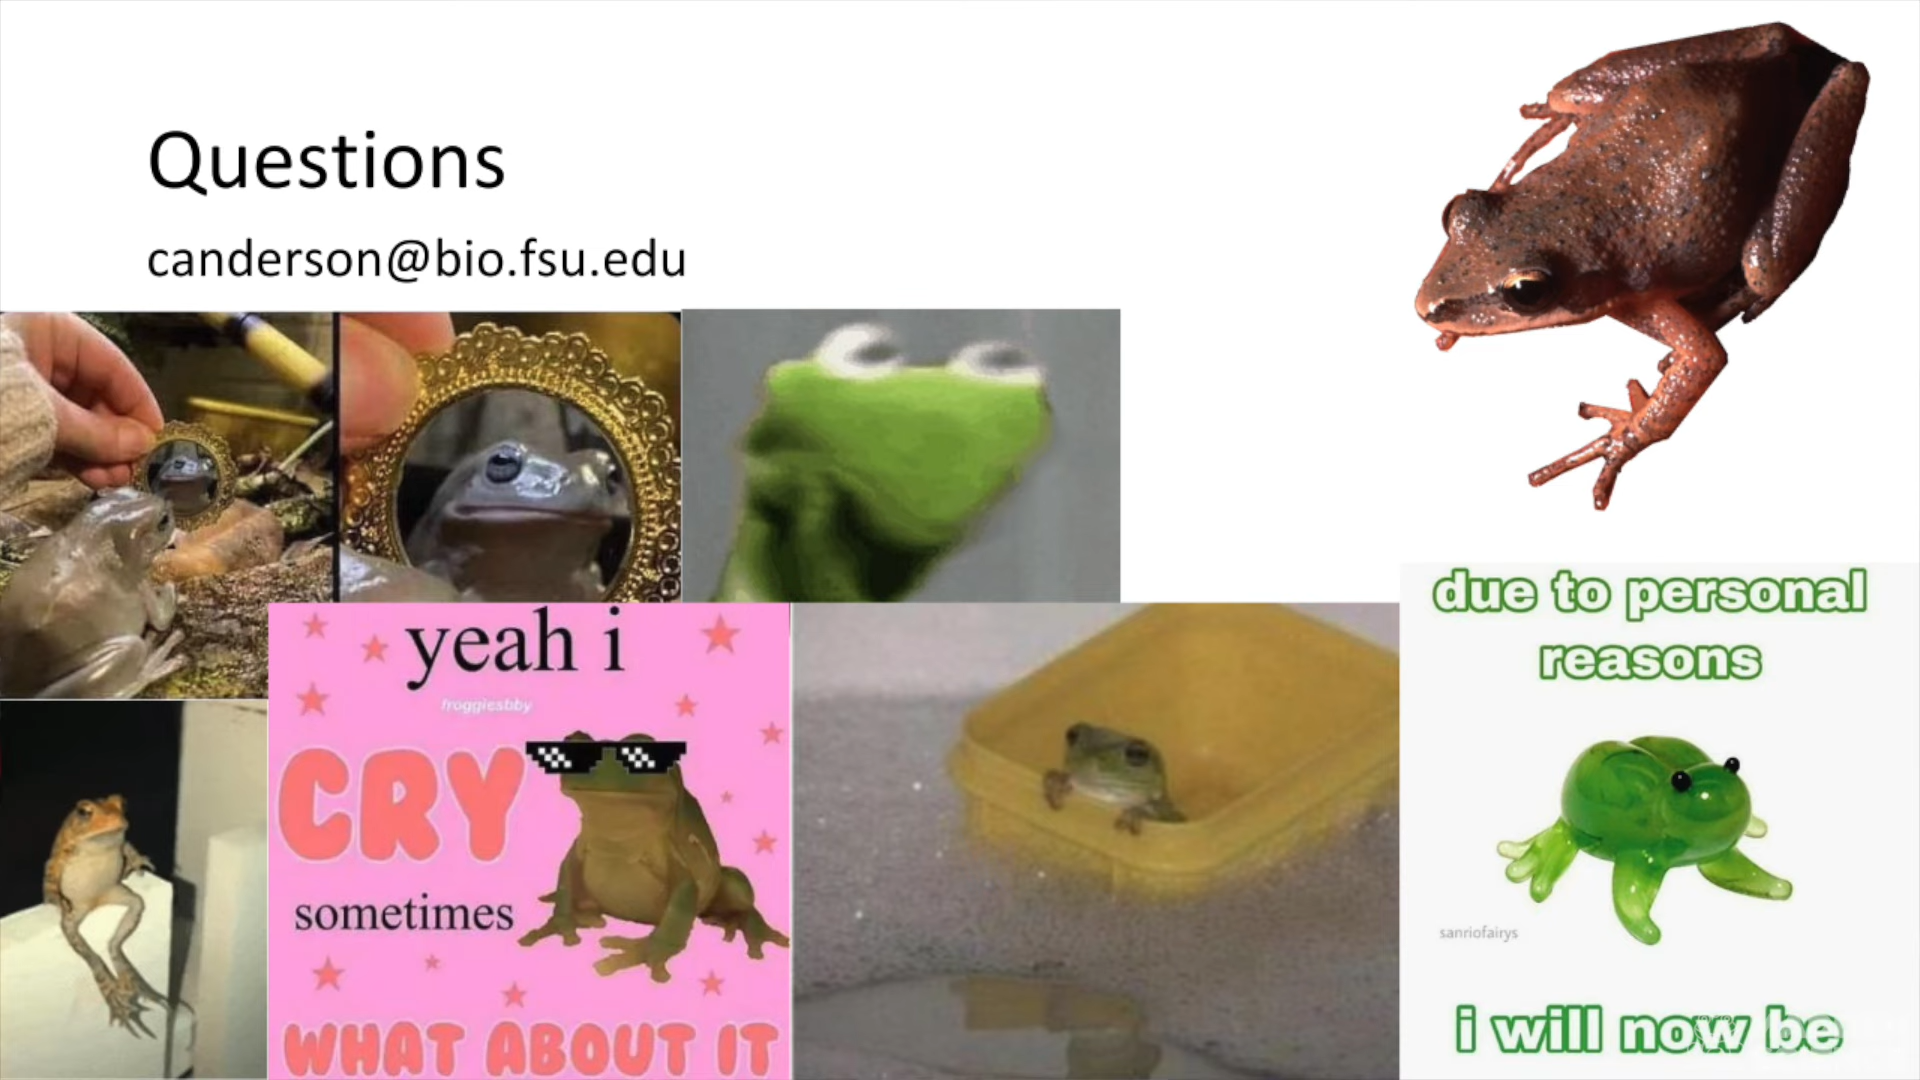 Questions
canderson@bio.fsu.edu
yeah i
froggiesbby
CRY
sometimes
WHAT ABOUT IT
due to personal
reasons
sanriofairys
i will now be